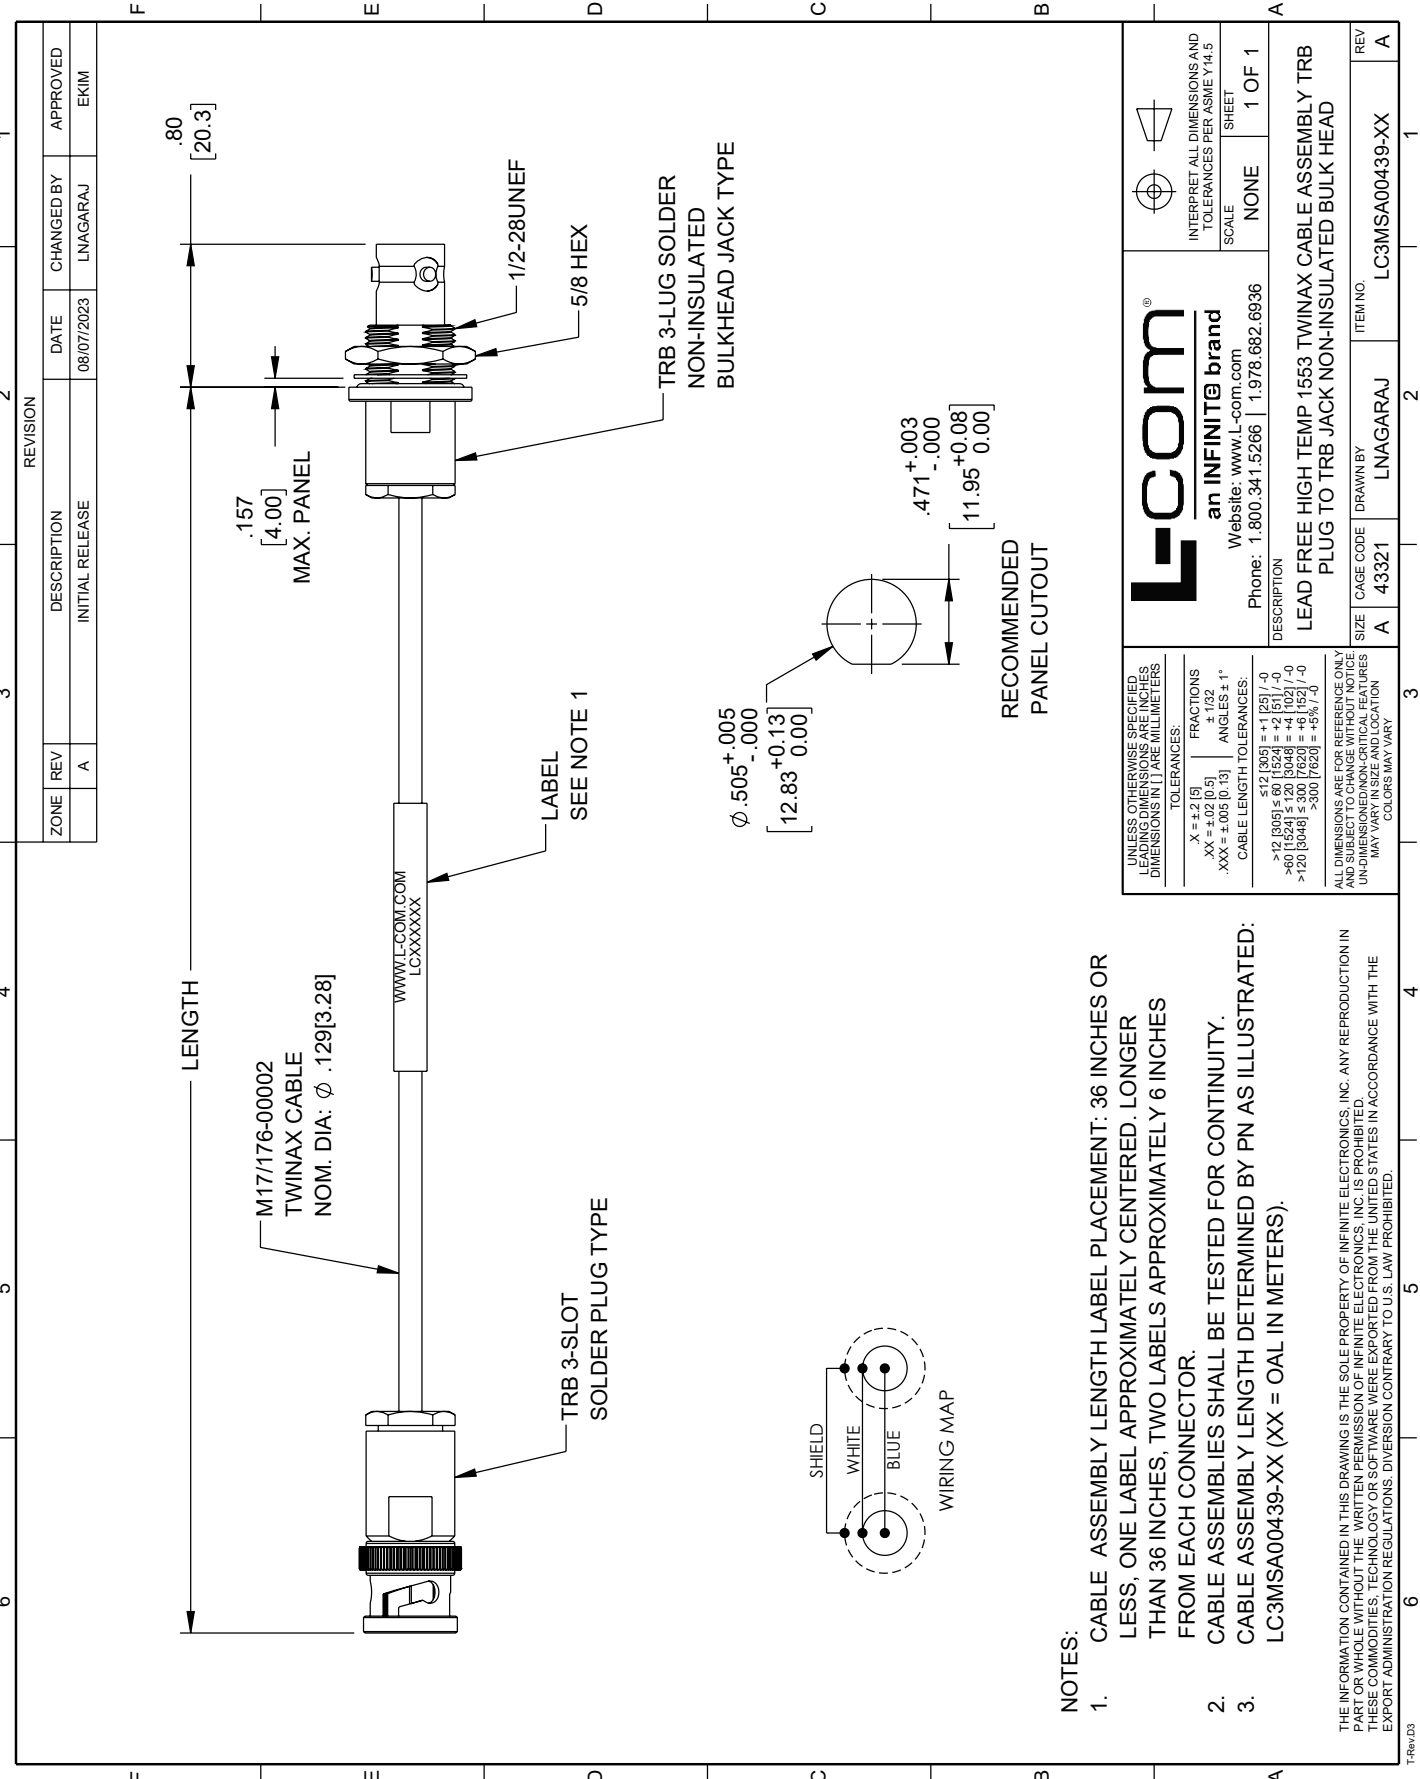 REVISION
ZONE
REV
DESCRIPTION
DATE
CHANGED BY
APPROVED
A
INITIAL RELEASE
08/07/2023
LNAGARAJ
EKIM
6
5
4
3
2
1
F
E
D
C
B
A
LENGTH
.80
[20.3]
.157
[4.00]
MAX. PANEL
M17/176-00002
TWINAX CABLE
NOM. DIA: Ø .129[3.28]
WWW.L-COM.COM
LCXXXXXX
1/2-28UNEF
5/8 HEX
TRB 3-LUG SOLDER
NON-INSULATED
BULKHEAD JACK TYPE
LABEL
SEE NOTE 1
TRB 3-SLOT
SOLDER PLUG TYPE
Ø .505 +.005 -.000
[12.83 +0.13 0.00]
.471 +.003 -.000
[11.95 +0.08 0.00]
RECOMMENDED
PANEL CUTOUT
SHIELD
WHITE
BLUE
WIRING MAP
NOTES:
1. CABLE ASSEMBLY LENGTH LABEL PLACEMENT: 36 INCHES OR
LESS, ONE LABEL APPROXIMATELY CENTERED. LONGER
THAN 36 INCHES, TWO LABELS APPROXIMATELY 6 INCHES
FROM EACH CONNECTOR.
2. CABLE ASSEMBLIES SHALL BE TESTED FOR CONTINUITY.
3. CABLE ASSEMBLY LENGTH DETERMINED BY PN AS ILLUSTRATED:
LC3MSA00439-XX (XX = OAL IN METERS).
THE INFORMATION CONTAINED IN THIS DRAWING IS THE SOLE PROPERTY OF INFINITE ELECTRONICS, INC. ANY REPRODUCTION IN
PART OR WHOLE WITHOUT THE WRITTEN PERMISSION OF INFINITE ELECTRONICS, INC. IS PROHIBITED.
THESE COMMODITIES, TECHNOLOGY OR SOFTWARE WERE EXPORTED FROM THE UNITED STATES IN ACCORDANCE WITH THE
EXPORT ADMINISTRATION REGULATIONS. DIVERSION CONTRARY TO U.S. LAW PROHIBITED.
UNLESS OTHERWISE SPECIFIED
LEADING DIMENSIONS ARE INCHES
DIMENSIONS IN [ ] ARE MILLIMETERS
TOLERANCES:
.X = ±.2 [5]
.XX = ±.02 [0.5]
.XXX = ±.005 [0.13]
FRACTIONS
± 1/32
ANGLES ± 1°
CABLE LENGTH TOLERANCES:
≤12 [305] = +1 [25] / -0
>12 [305] ≤ 60 [1524] = +2 [51] / -0
>60 [1524] ≤ 120 [3048] = +4 [102] / -0
>120 [3048] ≤ 300 [7620] = +6 [152] / -0
>300 [7620] = +5% / -0
ALL DIMENSIONS ARE FOR REFERENCE ONLY
AND SUBJECT TO CHANGE WITHOUT NOTICE.
UN-DIMENSIONED/NON-CRITICAL FEATURES
MAY VARY IN SIZE AND LOCATION
COLORS MAY VARY
L-com®
an INFINITE brand
Website: www.L-com.com
Phone: 1.800.341.5266 | 1.978.682.6936
INTERPRET ALL DIMENSIONS AND
TOLERANCES PER ASME Y14.5
SCALE
NONE
SHEET
1 OF 1
DESCRIPTION
LEAD FREE HIGH TEMP 1553 TWINAX CABLE ASSEMBLY TRB
PLUG TO TRB JACK NON-INSULATED BULK HEAD
SIZE
A
CAGE CODE
43321
DRAWN BY
LNAGARAJ
ITEM NO.
LC3MSA00439-XX
REV
A
6
5
4
3
2
1
F
E
D
C
B
A
T-Rev.D3